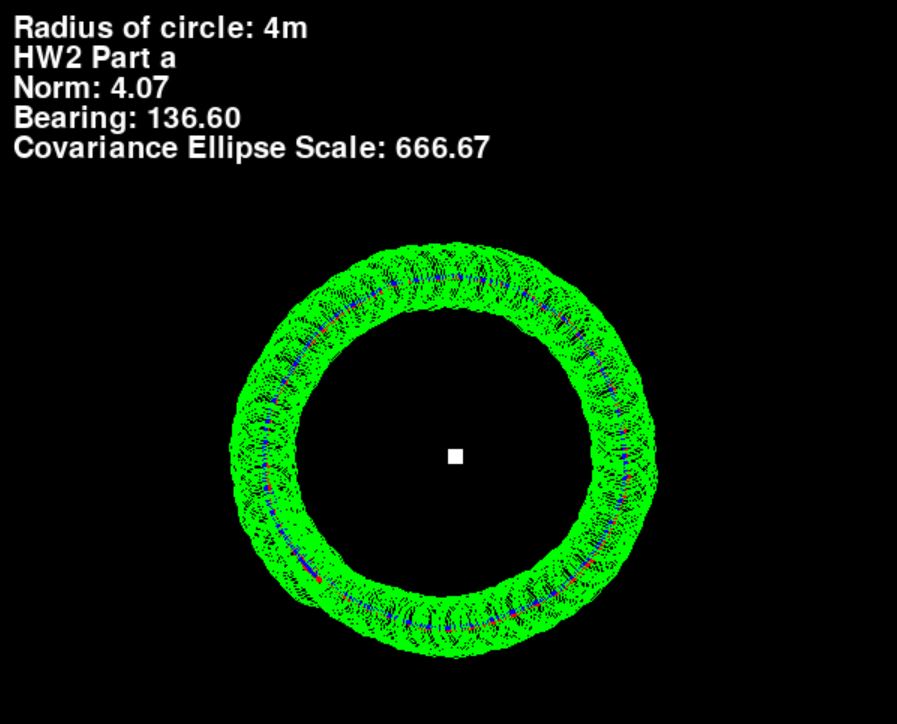 Radius of circle: 4m
HW2 Part a
Norm: 4.07
Bearing: 136.60
Covariance Ellipse Scale: 666.67